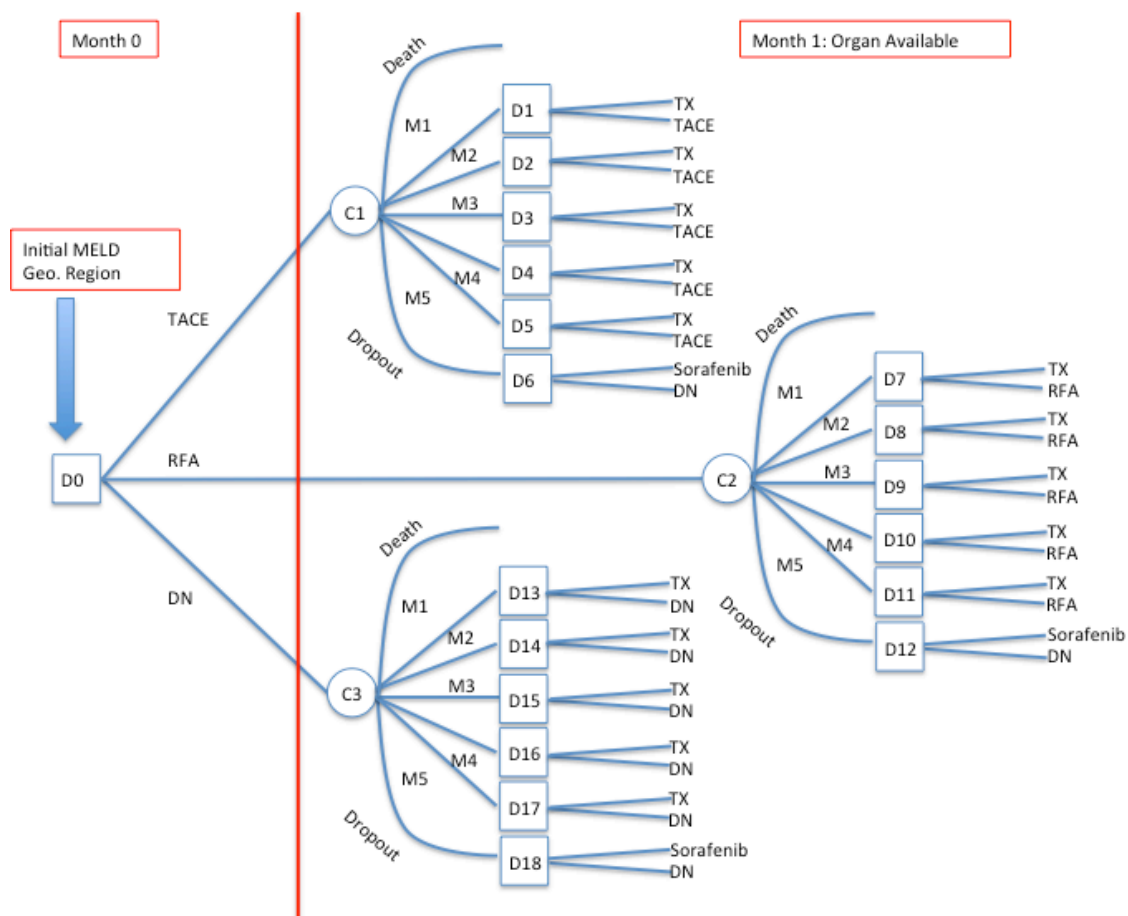 Month 0
Month 1: Organ Available
Initial MELD
Geo. Region
D0
TACE
RFA
DN
C1
Death
M1
M2
M3
M4
M5
Dropout
D1
TX
TACE
D2
TX
TACE
D3
TX
TACE
D4
TX
TACE
D5
TX
TACE
D6
Sorafenib
DN
C2
Death
M1
M2
M3
M4
M5
Dropout
D7
TX
RFA
D8
TX
RFA
D9
TX
RFA
D10
TX
RFA
D11
TX
RFA
D12
Sorafenib
DN
C3
Death
M1
M2
M3
M4
M5
Dropout
D13
TX
DN
D14
TX
DN
D15
TX
DN
D16
TX
DN
D17
TX
DN
D18
Sorafenib
DN